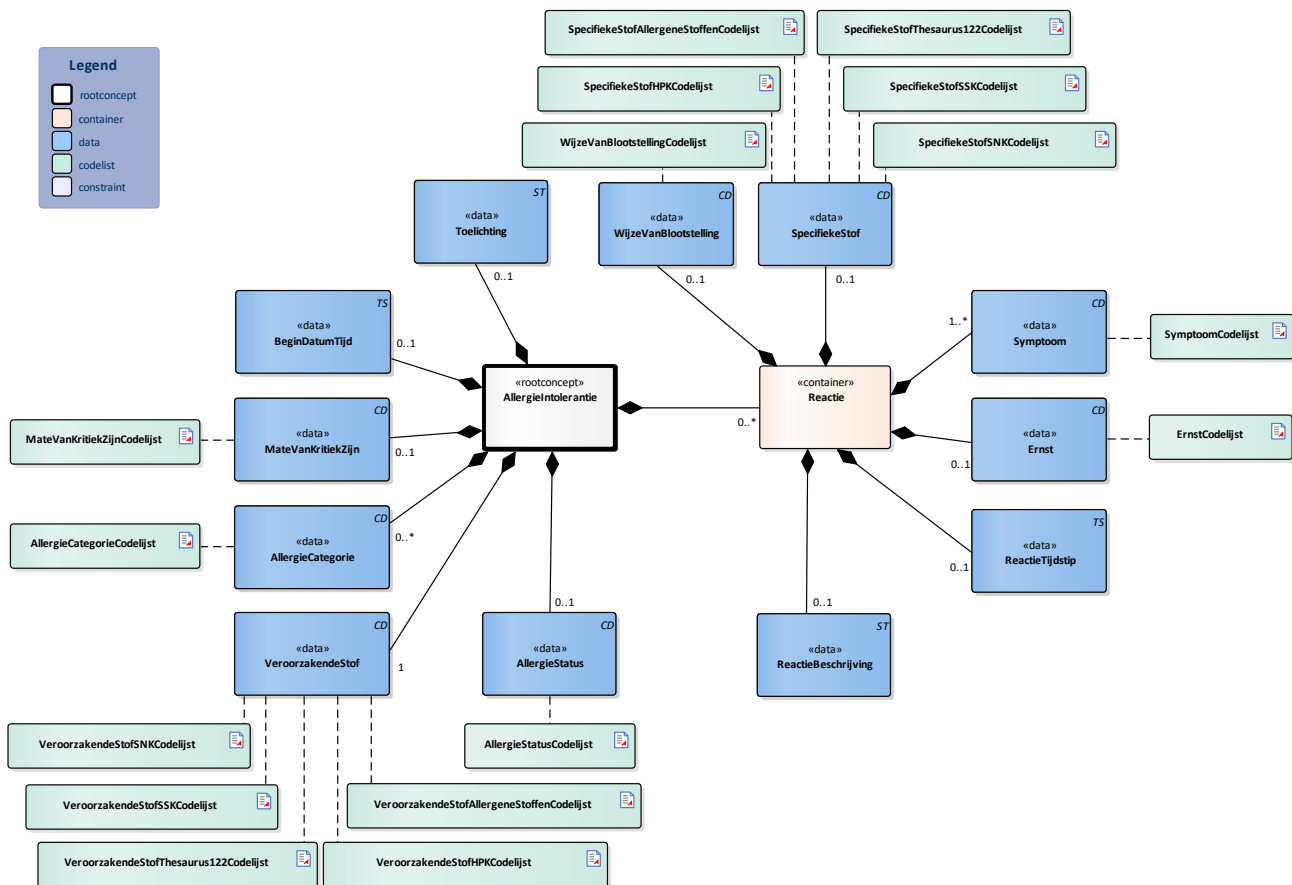 SpecifiekeStofAllergeneStoffenCodelijst
SpecifiekeStofThesaurus122Codelijst
Legend
rootconcept
container
data
codelist
constraint
SpecifiekeStofHPKCodelijst
SpecifiekeStofSSKCodelijst
WijzeVanBlootstellingCodelijst
SpecifiekeStofSNKCodelijst
ST
«data»
Toelichting
0..1
CD
«data»
WijzeVanBlootstelling
0..1
CD
«data»
SpecifiekeStof
0..1
TS
«data»
BeginDatumTijd
0..1
CD
«data»
Symptoom
1..*
SymptoomCodelijst
«rootconcept»
AllergieIntolerantie
«container»
Reactie
0..*
MateVanKritiekZijnCodelijst
CD
«data»
MateVanKritiekZijn
0..1
CD
«data»
Ernst
0..1
ErnstCodelijst
AllergieCategorieCodelijst
CD
«data»
AllergieCategorie
0..*
TS
«data»
ReactieTijdstip
0..1
CD
«data»
VeroorzakendeStof
1
0..1
CD
«data»
AllergieStatus
0..1
ST
«data»
ReactieBeschrijving
VeroorzakendeStofSNKCodelijst
AllergieStatusCodelijst
VeroorzakendeStofSSKCodelijst
VeroorzakendeStofAllergeneStoffenCodelijst
VeroorzakendeStofThesaurus122Codelijst
VeroorzakendeStofHPKCodelijst